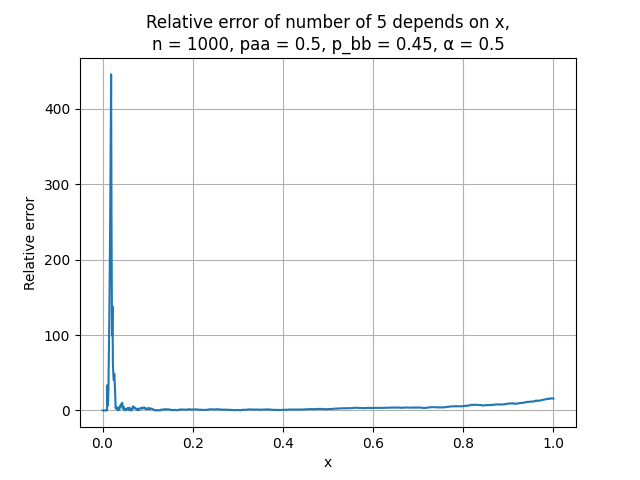 Relative error of number of 5 depends on x,
n = 1000, paa = 0.5, p_bb = 0.45, α = 0.5
400
300
200
100
0
Relative error
0.0 0.2 0.4 0.6 0.8 1.0
x